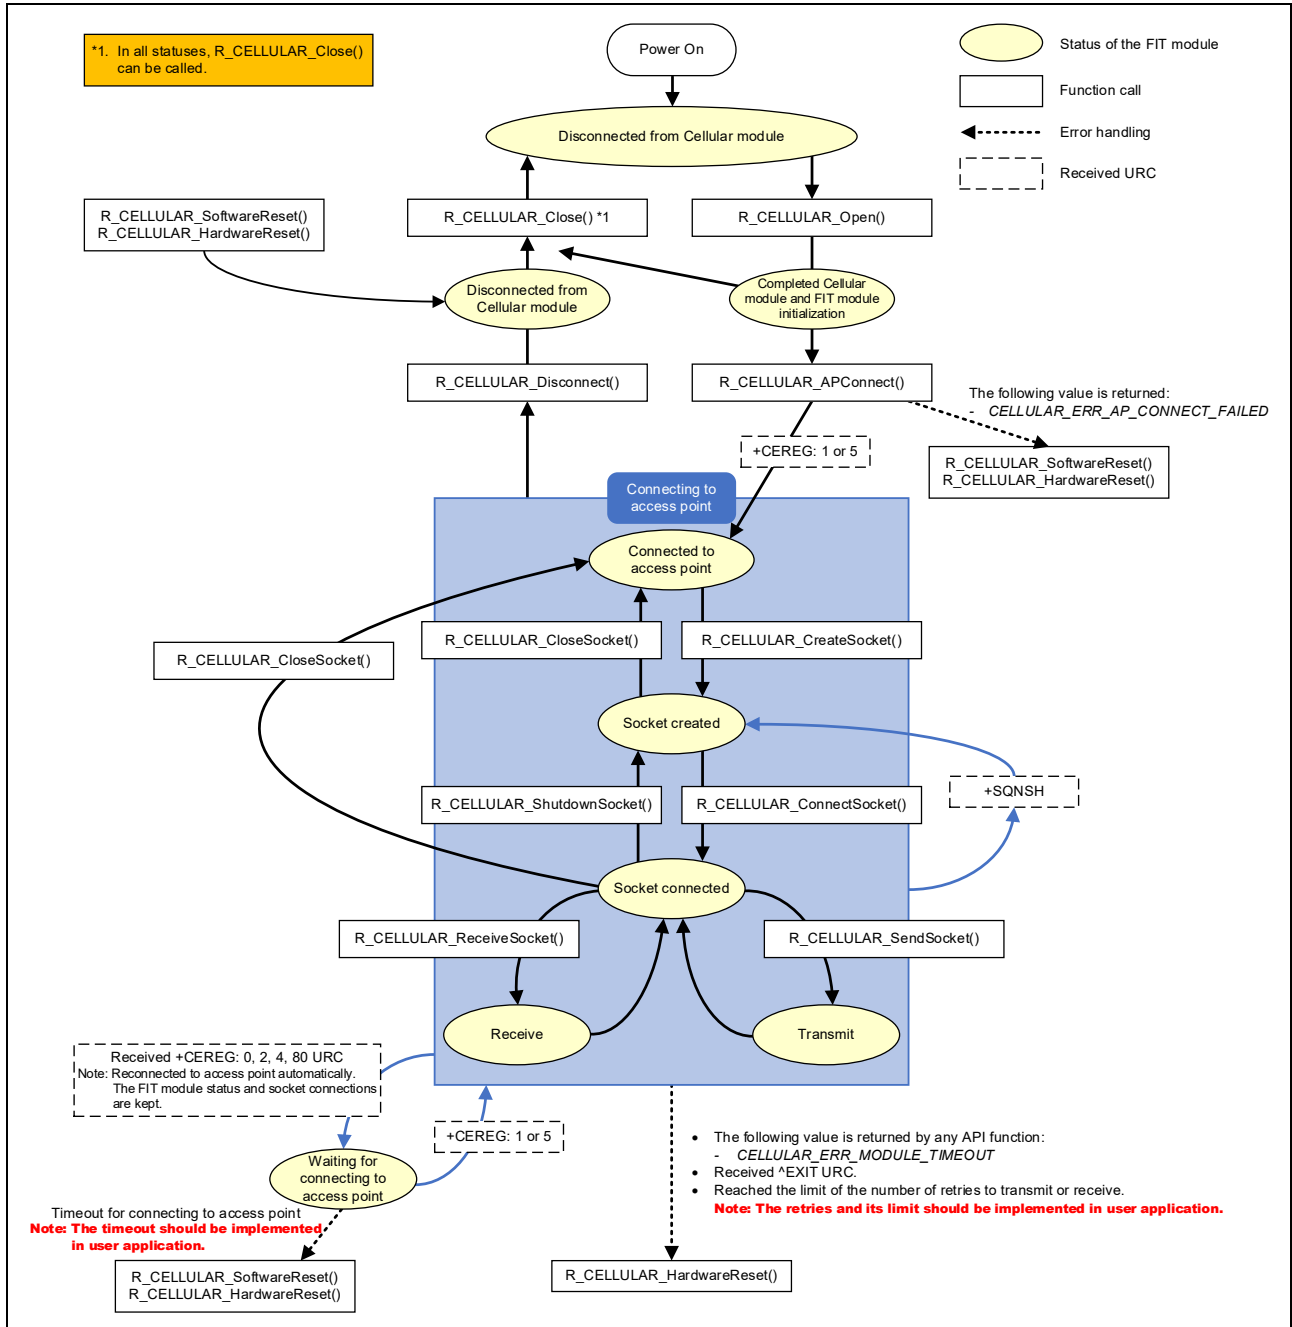 *1. In all statuses, R_CELLULAR_Close()
can be called.
Power On
Status of the FIT module
Function call
Error handling
Received URC
Disconnected from Cellular module
R_CELLULAR_SoftwareReset()
R_CELLULAR_HardwareReset()
R_CELLULAR_Close() *1
R_CELLULAR_Open()
Disconnected from
Cellular module
Completed Cellular
module and FIT module
initialization
R_CELLULAR_Disconnect()
R_CELLULAR_APConnect()
The following value is returned:
- CELLULAR_ERR_AP_CONNECT_FAILED
+CEREG: 1 or 5
R_CELLULAR_SoftwareReset()
R_CELLULAR_HardwareReset()
Connecting to
access point
Connected to
access point
R_CELLULAR_CloseSocket()
R_CELLULAR_CloseSocket()
R_CELLULAR_CreateSocket()
Socket created
R_CELLULAR_ShutdownSocket()
R_CELLULAR_ConnectSocket()
+SQNSH
Socket connected
R_CELLULAR_ReceiveSocket()
R_CELLULAR_SendSocket()
Receive
Transmit
Received +CEREG: 0, 2, 4, 80 URC
Note: Reconnected to access point automatically.
The FIT module status and socket connections
are kept.
+CEREG: 1 or 5
Waiting for
connecting to
access point
• The following value is returned by any API function:
- CELLULAR_ERR_MODULE_TIMEOUT
• Received ^EXIT URC.
• Reached the limit of the number of retries to transmit or receive.
Note: The retries and its limit should be implemented in user application.
Timeout for connecting to access point
Note: The timeout should be implemented
in user application.
R_CELLULAR_SoftwareReset()
R_CELLULAR_HardwareReset()
R_CELLULAR_HardwareReset()